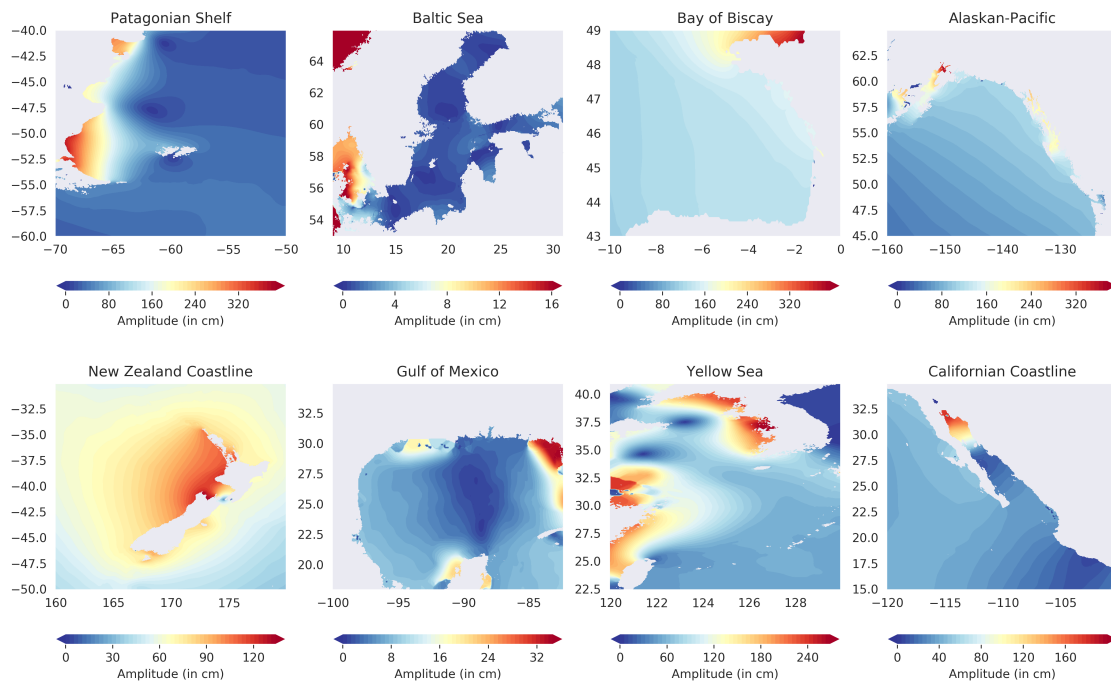 Patagonian Shelf
Baltic Sea
Bay of Biscay
Alaskan-Pacific
−40.0
−42.5
−45.0
−47.5
−50.0
−52.5
−55.0
−57.5
−60.0
−70 −65 −60 −55 −50
64
62
60
58
56
54
10 15 20 25 30
49
48
47
46
45
44
43
−10 −8 −6 −4 −2 0
62.5
60.0
57.5
55.0
52.5
50.0
47.5
45.0
−160 −150 −140 −130
0 80 160 240 320
Amplitude (in cm)
0 4 8 12 16
Amplitude (in cm)
0 80 160 240 320
Amplitude (in cm)
0 80 160 240 320
Amplitude (in cm)
New Zealand Coastline
Gulf of Mexico
Yellow Sea
Californian Coastline
−32.5
−35.0
−37.5
−40.0
−42.5
−45.0
−47.5
−50.0
160 165 170 175
32.5
30.0
27.5
25.0
22.5
20.0
−100 −95 −90 −85
40.0
37.5
35.0
32.5
30.0
27.5
25.0
22.5
120 122 124 126 128
32.5
30.0
27.5
25.0
22.5
20.0
17.5
15.0
−120 −115 −110 −105
0 30 60 90 120
Amplitude (in cm)
0 8 16 24 32
Amplitude (in cm)
0 60 120 180 240
Amplitude (in cm)
0 40 80 120 160
Amplitude (in cm)